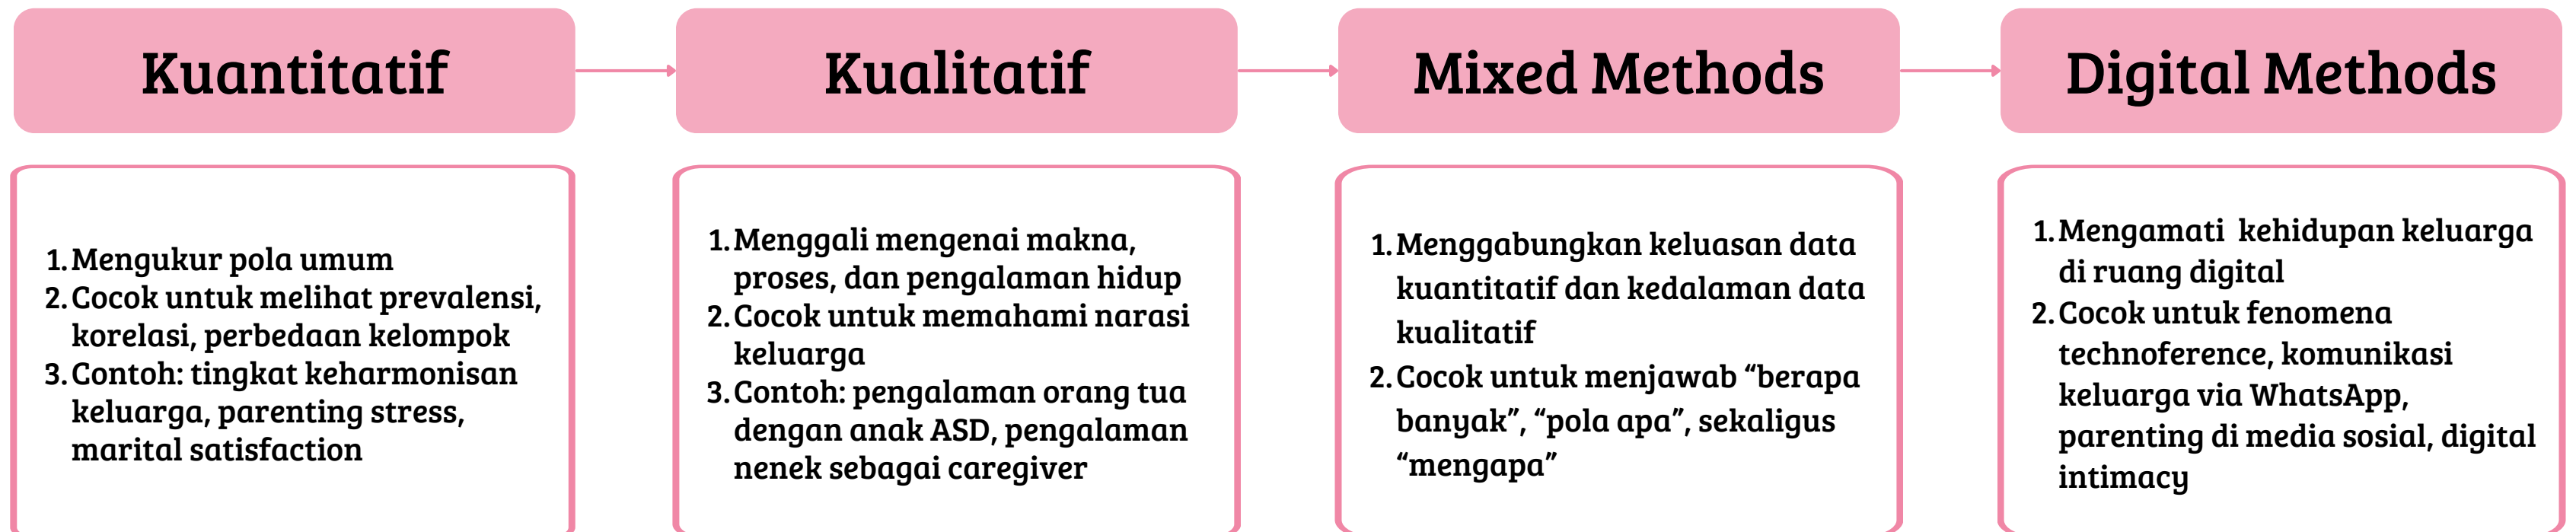 Kuantitatif
Kualitatif
Mixed Methods
Digital Methods
1. Mengukur pola umum
2. Cocok untuk melihat prevalensi,
korelasi, perbedaan kelompok
3. Contoh: tingkat keharmonisan
keluarga, parenting stress,
marital satisfaction
1. Menggali mengenai makna,
proses, dan pengalaman hidup
2. Cocok untuk memahami narasi
keluarga
3. Contoh: pengalaman orang tua
dengan anak ASD, pengalaman
nenek sebagai caregiver
1. Menggabungkan keluasan data
kuantitatif dan kedalaman data
kualitatif
2. Cocok untuk menjawab “berapa
banyak”, “pola apa”, sekaligus
“mengapa”
1. Mengamati  kehidupan keluarga
di ruang digital
2. Cocok untuk fenomena
technoference, komunikasi
keluarga via WhatsApp,
parenting di media sosial, digital
intimacy